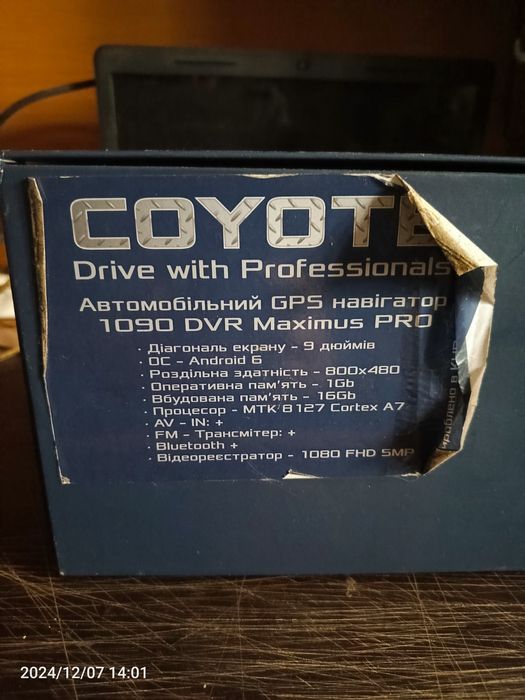 COYOTE
Drive with Professionals
Автомобільний GPS навігатор
1090 DVR Maximus PRO
· Діагональ екрану - 9 дюймів
· ОС - Android 6
· Роздільна здатність - 800x480
· Оперативна пам'ять - 1Gb
· Вбудована пам'ять - 16Gb
· Процесор - MTK 8127 Cortex A7
· AV - IN: +
· FM - Трансмітер: +
· Bluetooth +
· Відеореєстратор - 1080 FHD 5MP
ироблено в Ки
2024/12/07 14:01